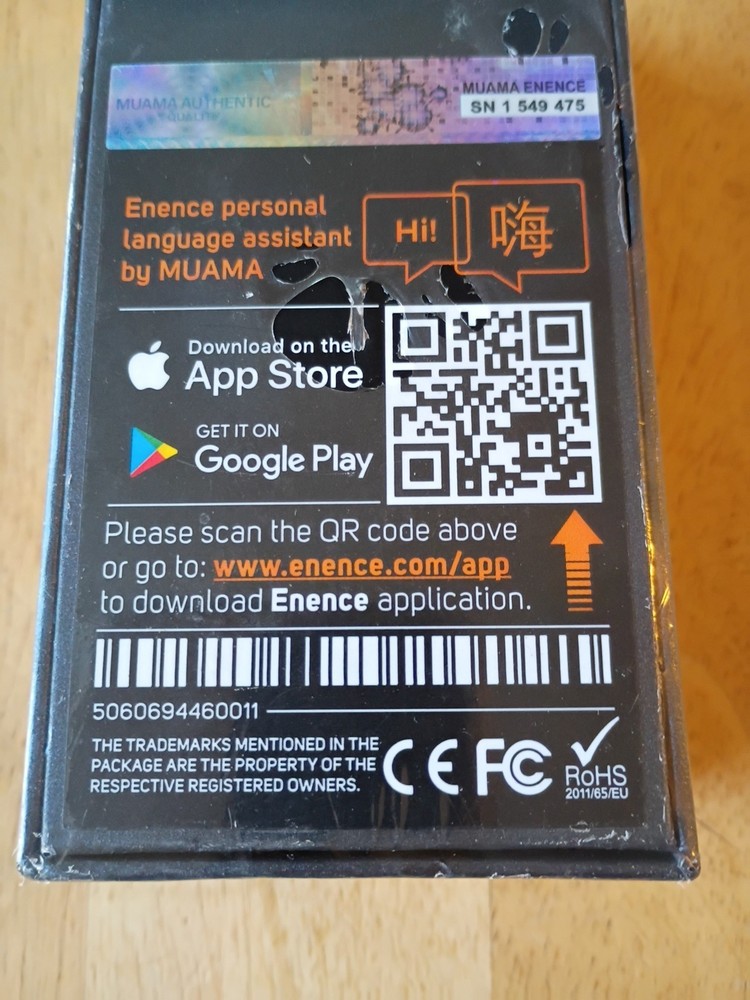 MUAMA AUTHENTIC
QUALITY
MUAMA ENENCE
SN 1 549 475
Enence personal
language assistant
by MUAMA
Hi!
嗨
Download on the
App Store
GET IT ON
Google Play
Please scan the QR code above
or go to: www.enence.com/app
to download Enence application.
5060694460011
THE TRADEMARKS MENTIONED IN THE
PACKAGE ARE THE PROPERTY OF THE
RESPECTIVE REGISTERED OWNERS.
CE FC
RoHS
2011/65/EU